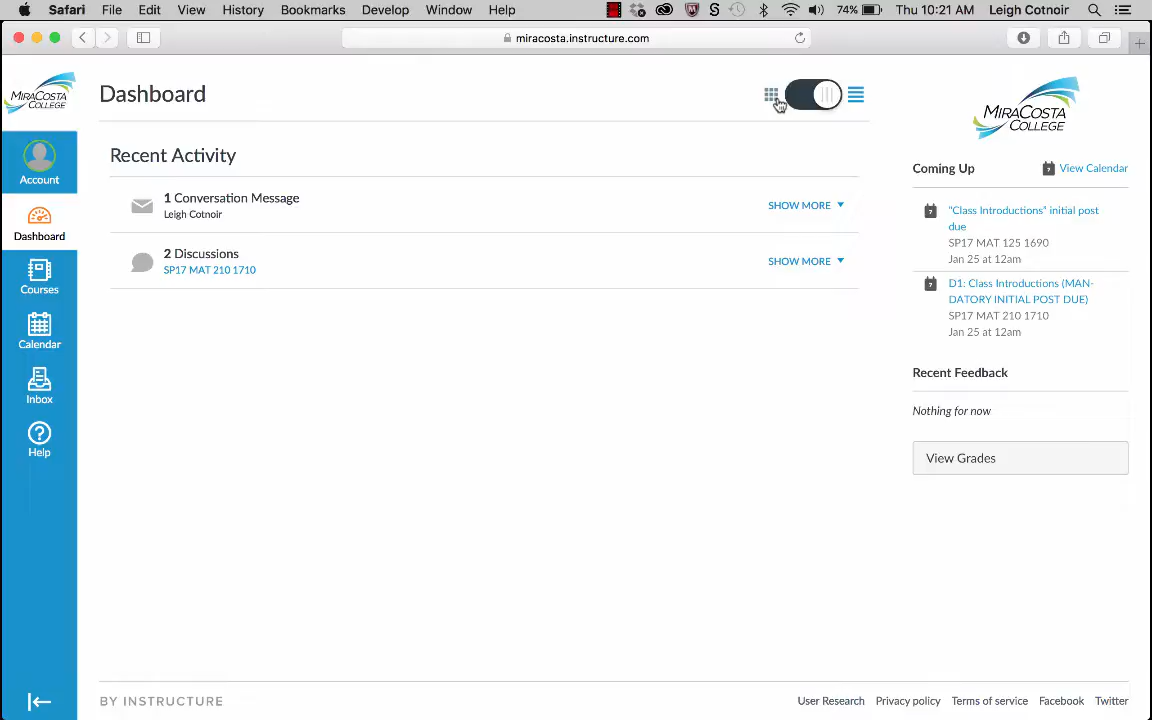 Safari File Edit View History Bookmarks Develop Window Help 74% Thu 10:21 AM Leigh Cotnoir
miracosta.instructure.com
MIRACOSTA
COLLEGE
Account
Dashboard
Courses
Calendar
Inbox
Help
Dashboard
Recent Activity
1 Conversation Message
Leigh Cotnoir
SHOW MORE
2 Discussions
SP17 MAT 210 1710
SHOW MORE
MIRACOSTA
COLLEGE
Coming Up View Calendar
"Class Introductions" initial post
due
SP17 MAT 125 1690
Jan 25 at 12am
D1: Class Introductions (MAN-
DATORY INITIAL POST DUE)
SP17 MAT 210 1710
Jan 25 at 12am
Recent Feedback
Nothing for now
View Grades
BY INSTRUCTURE
User Research Privacy policy Terms of service Facebook Twitter